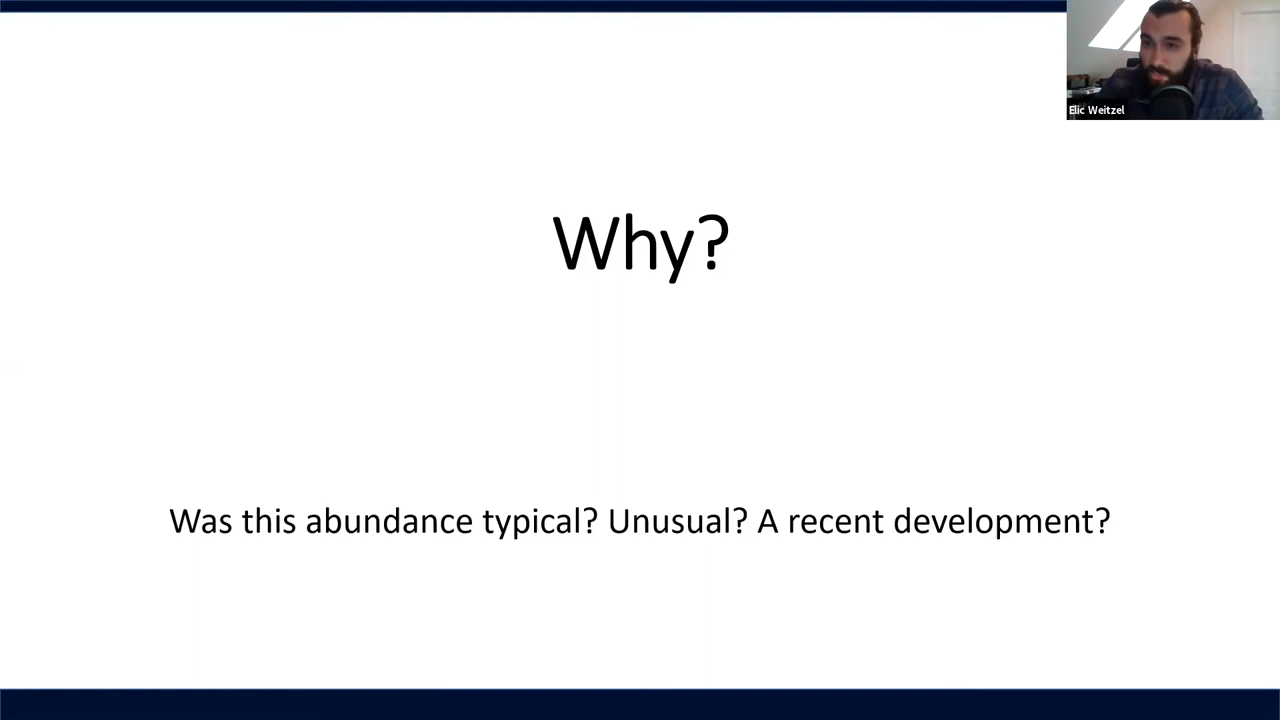 Elic Weitzel
Why?
Was this abundance typical? Unusual? A recent development?